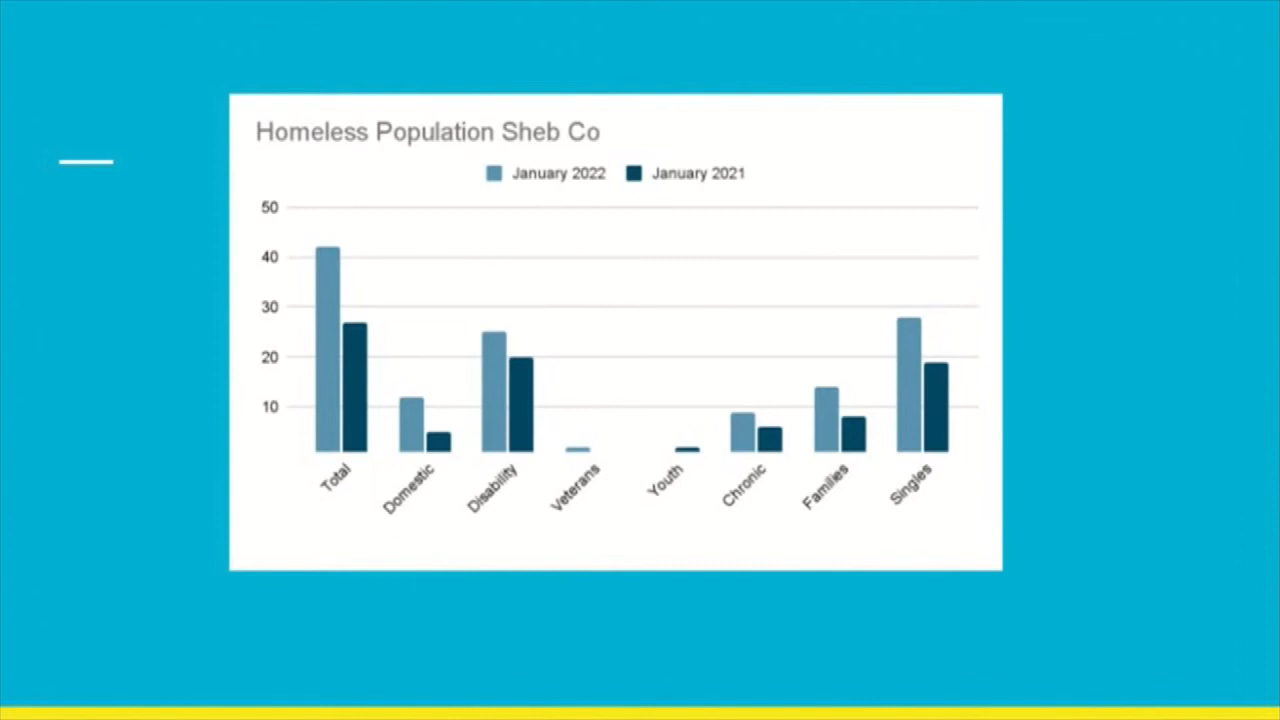 Homeless Population Sheb Co
January 2022 January 2021
50
40
30
20
10
Total Domestic Disability Veterans Youth Chronic Families Singles